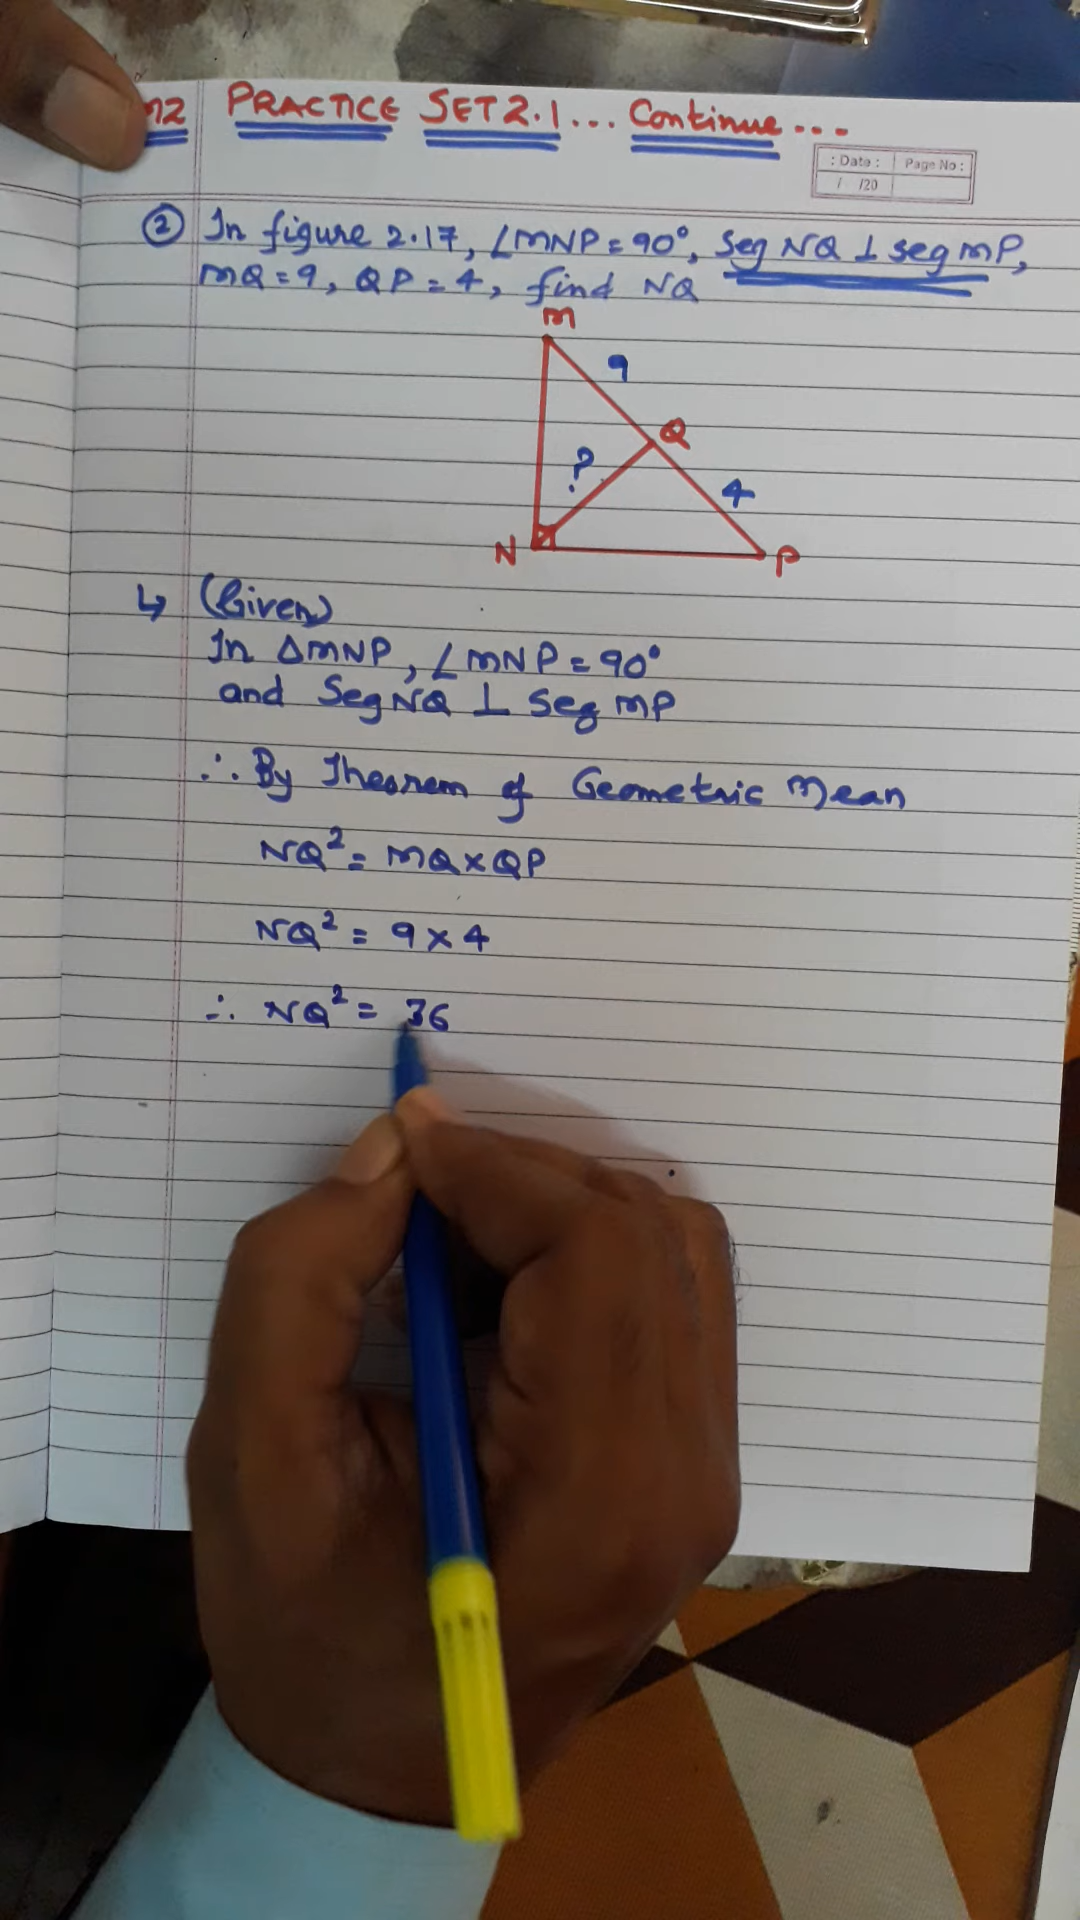 M2 PRACTICE SET 2.1... Continue...
: Date : Page No :
/ /20
② In figure 2.17, ∠MNP = 90°, Seg NQ ⊥ seg MP,
MQ = 9, QP = 4, find NQ
M
9
Q
?
4
N
P
↳ (Given)
In ΔMNP, ∠MNP = 90°
and Seg NQ ⊥ Seg MP
∴ By Theorem of Geometric Mean
NQ² = MQ × QP
NQ² = 9 × 4
∴ NQ² = 36